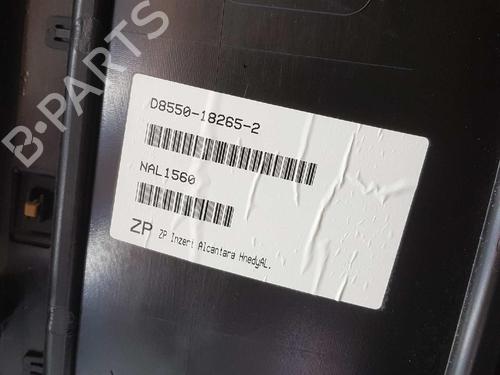 B-PARTS
D8550-18265-2
NAL1560
ZP ZP Inzert Alcantara HnedyAL.